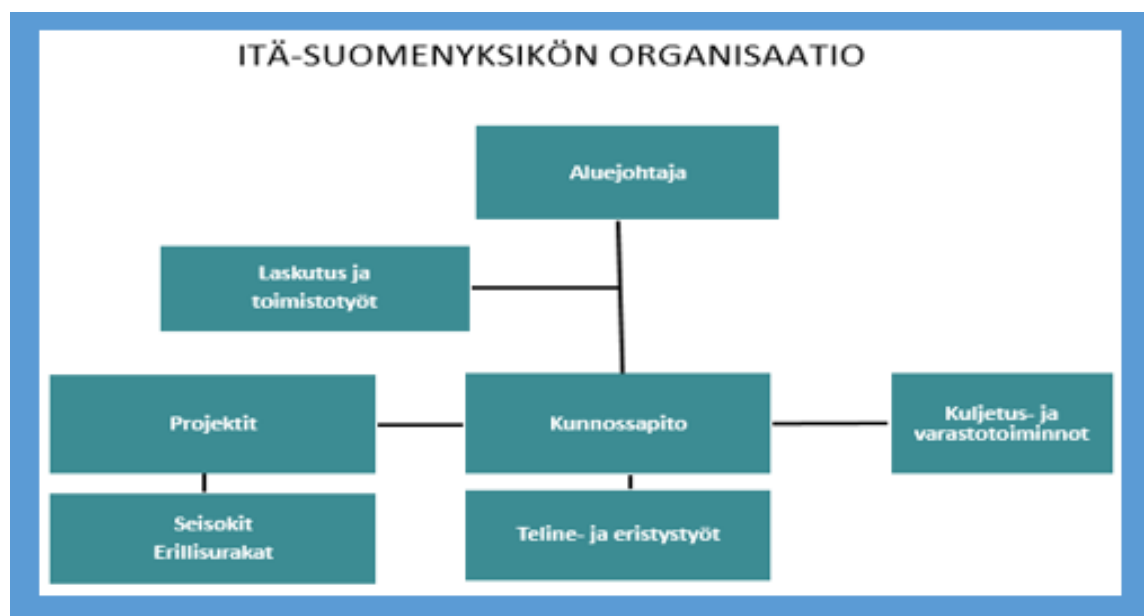 ITÄ-SUOMENYKSIKÖN ORGANISAATIO
Aluejohtaja
Laskutus ja
toimistotyöt
Projektit
Kunnossapito
Kuljetus- ja
varastotoiminnot
Seisokit
Erillisurakat
Teline- ja eristystyöt